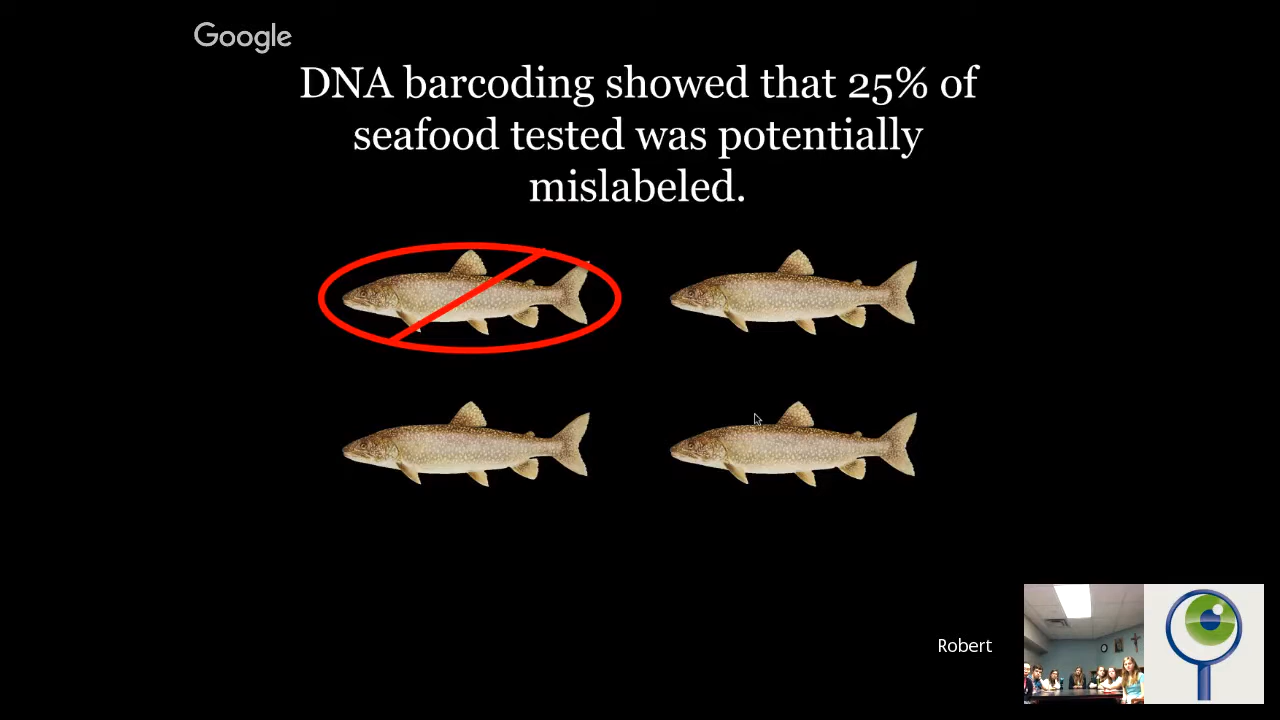 Google
DNA barcoding showed that 25% of
seafood tested was potentially
mislabeled.
Robert